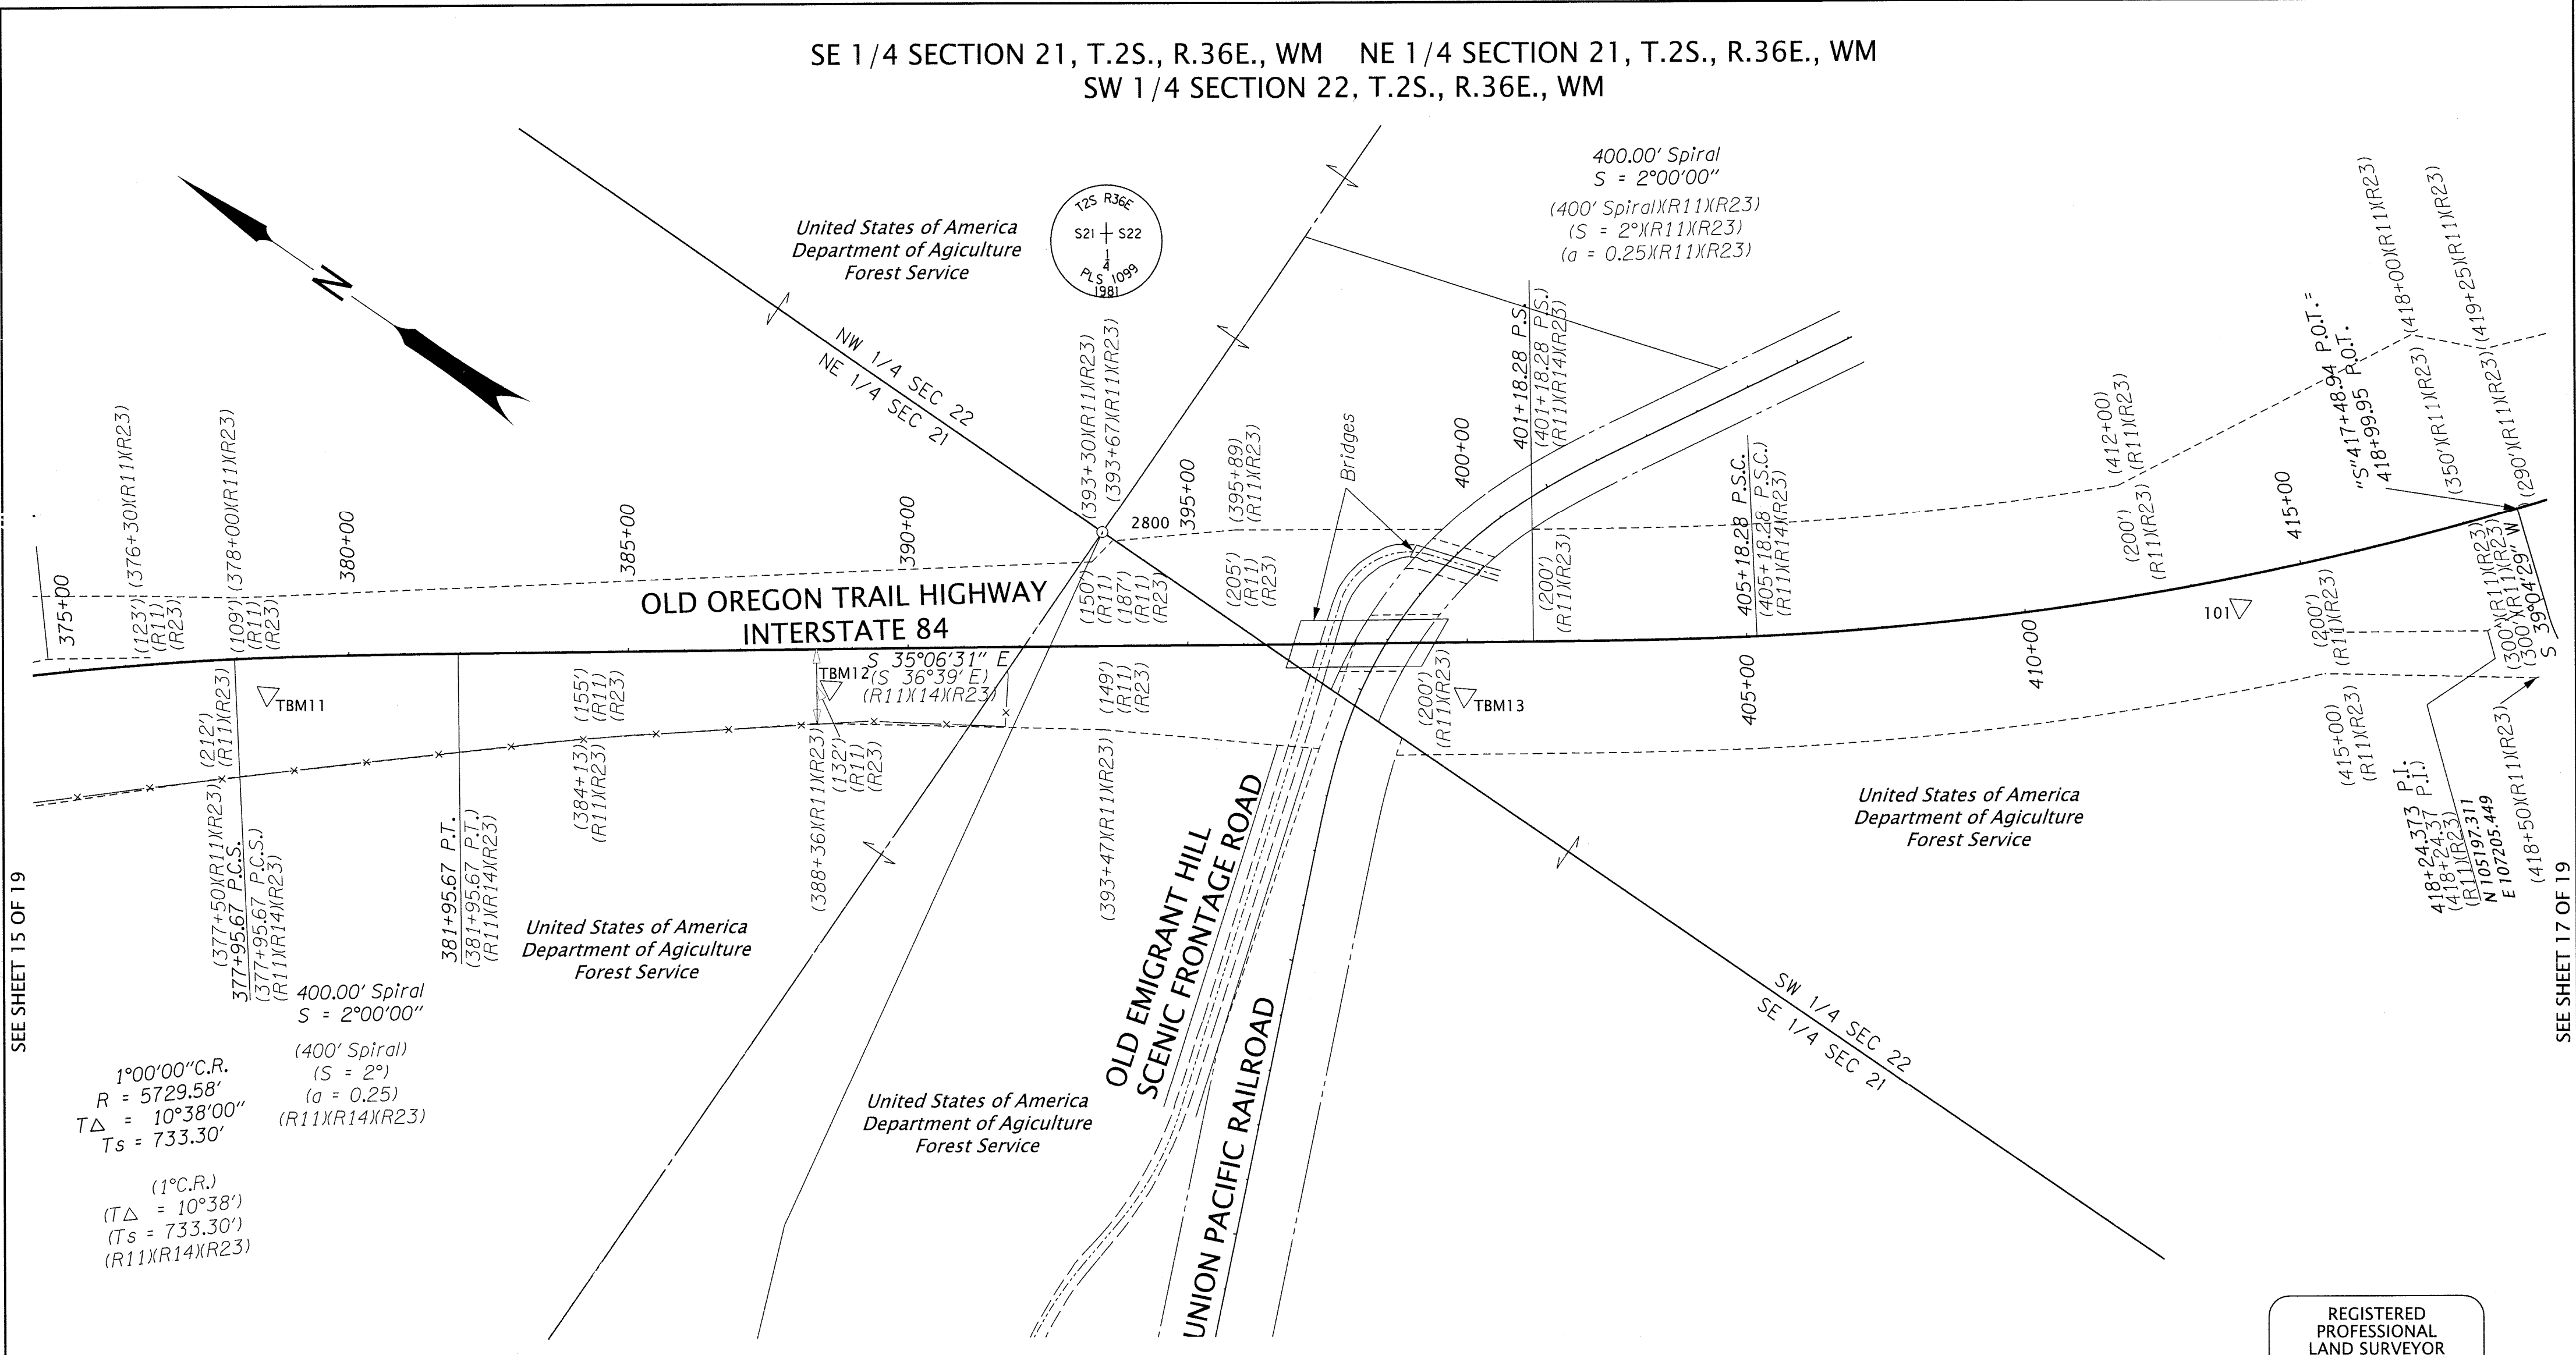 SE 1/4 SECTION 21, T.2S., R.36E., WM NE 1/4 SECTION 21, T.2S., R.36E., WM
SW 1/4 SECTION 22, T.2S., R.36E., WM
400.00' Spiral
S = 2°00'00"
(400' Spiral)(R11)(R23)
(S = 2°)(R11)(R23)
(a = 0.25)(R11)(R23)
United States of America
Department of Agiculture
Forest Service
T2S R36E
S21 S22
1
4
PLS 1099
1981
N
NW 1/4 SEC 22
NE 1/4 SEC 21
(376+30)(R11)(R23)
(378+00)(R11)(R23)
(393+30)(R11)(R23)
(393+67)(R11)(R23)
(395+89)
(R11)(R23)
Bridges
401+18.28 P.S.
(401+18.28 P.S.)
(R11)(R14)(R23)
405+18.28 P.S.C.
(405+18.28 P.S.C.)
(R11)(R14)(R23)
(412+00)
(R11)(R23)
"S"417+48.94 P.O.T. =
418+99.95 P.O.T.
(418+00)(R11)(R23)
(419+25)(R11)(R23)
(350')(R11)(R23)
(290')(R11)(R23)
375+00
380+00
385+00
390+00
395+00
400+00
405+00
410+00
415+00
2800
(123')
(R11)
(R23)
(109')
(R11)
(R23)
(150')
(R11)
(187')
(R11)
(R23)
(205')
(R11)
(R23)
(200')
(R11)(R23)
(200')
(R11)(R23)
OLD OREGON TRAIL HIGHWAY
INTERSTATE 84
101
(200')
(R11)(R23)
(300')(R11)(R23)
(300')(R11)(R23)
S 39°04'29" W
TBM11
TBM12
TBM13
S 35°06'31" E
(S 36°39' E)
(R11)(14)(R23)
(212')
(R11)(R23)
(155')
(R11)
(R23)
(132')
(R11)
(R23)
(149')
(R11)
(R23)
(200')
(R11)(R23)
(377+50)(R11)(R23)
377+95.67 P.C.S.
(377+95.67 P.C.S.)
(R11)(R14)(R23)
381+95.67 P.T.
(381+95.67 P.T.)
(R11)(R14)(R23)
(384+13)
(R11)(R23)
(388+36)(R11)(R23)
(393+47)(R11)(R23)
(415+00)
(R11)(R23)
418+24.373 P.I.
(418+24.37 P.I.)
(R11)(R23)
N 105197.311
E 107205.449
(418+50)(R11)(R23)
United States of America
Department of Agiculture
Forest Service
United States of America
Department of Agiculture
Forest Service
United States of America
Department of Agiculture
Forest Service
OLD EMIGRANT HILL
SCENIC FRONTAGE ROAD
UNION PACIFIC RAILROAD
SW 1/4 SEC 22
SE 1/4 SEC 21
SEE SHEET 15 OF 19
SEE SHEET 17 OF 19
400.00' Spiral
S = 2°00'00"
(400' Spiral)
(S = 2°)
(a = 0.25)
(R11)(R14)(R23)
1°00'00"C.R.
R = 5729.58'
T△ = 10°38'00"
Ts = 733.30'
(1°C.R.)
(T△ = 10°38')
(Ts = 733.30')
(R11)(R14)(R23)
REGISTERED
PROFESSIONAL
LAND SURVEYOR